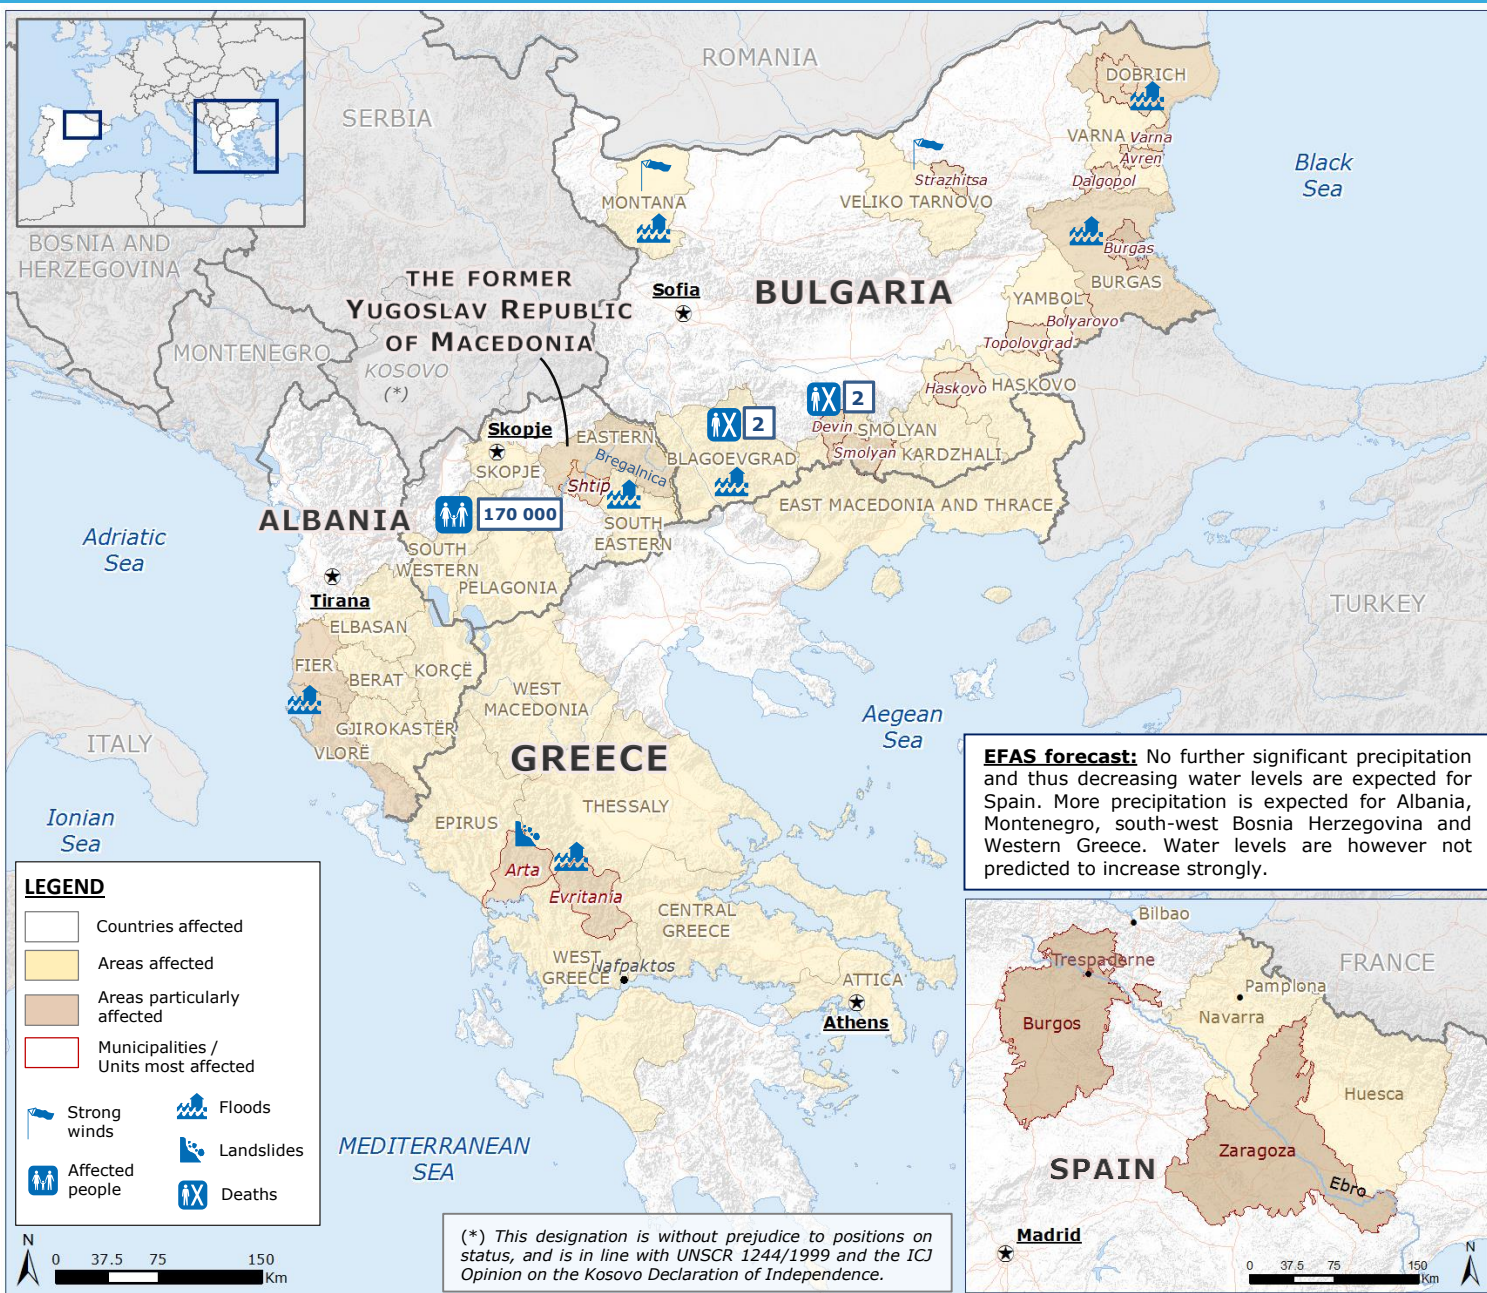 ROMANIA
SERBIA
BOSNIA AND
HERZEGOVINA
MONTENEGRO
KOSOVO
(*)
THE FORMER
YUGOSLAV REPUBLIC
OF MACEDONIA
BULGARIA
Sofia
MONTANA
VELIKO TARNOVO
Strazhitsa
DOBRICH
VARNA
Varna
Avren
Dalgopol
Burgas
BURGAS
YAMBOL
Bolyarovo
Topolovgrad
Haskovo
HASKOVO
Black
Sea
2
2
Devin
SMOLYAN
Smolyan
KARDZHALI
BLAGOEVGRAD
Skopje
SKOPJE
EASTERN
Bregalnica
Shtip
170 000
SOUTH
EASTERN
SOUTH
WESTERN
PELAGONIA
EAST MACEDONIA AND THRACE
ALBANIA
Adriatic
Sea
Tirana
ELBASAN
FIER
BERAT
KORÇË
GJIROKASTËR
VLORË
ITALY
TURKEY
WEST
MACEDONIA
Aegean
Sea
GREECE
THESSALY
EPIRUS
Arta
Evritania
CENTRAL
GREECE
WEST
GREECE
Nafpaktos
ATTICA
Athens
Ionian
Sea
MEDITERRANEAN
SEA
EFAS forecast: No further significant precipitation
and thus decreasing water levels are expected for
Spain. More precipitation is expected for Albania,
Montenegro, south-west Bosnia Herzegovina and
Western Greece. Water levels are however not
predicted to increase strongly.
LEGEND
Countries affected
Areas affected
Areas particularly
affected
Municipalities /
Units most affected
Strong
winds
Floods
Landslides
Affected
people
Deaths
N
0 37.5 75 150
Km
(*) This designation is without prejudice to positions on
status, and is in line with UNSCR 1244/1999 and the ICJ
Opinion on the Kosovo Declaration of Independence.
Bilbao
Trespaderne
FRANCE
Pamplona
Navarra
Burgos
Huesca
Zaragoza
Ebro
SPAIN
Madrid
N
0 37.5 75 150
Km